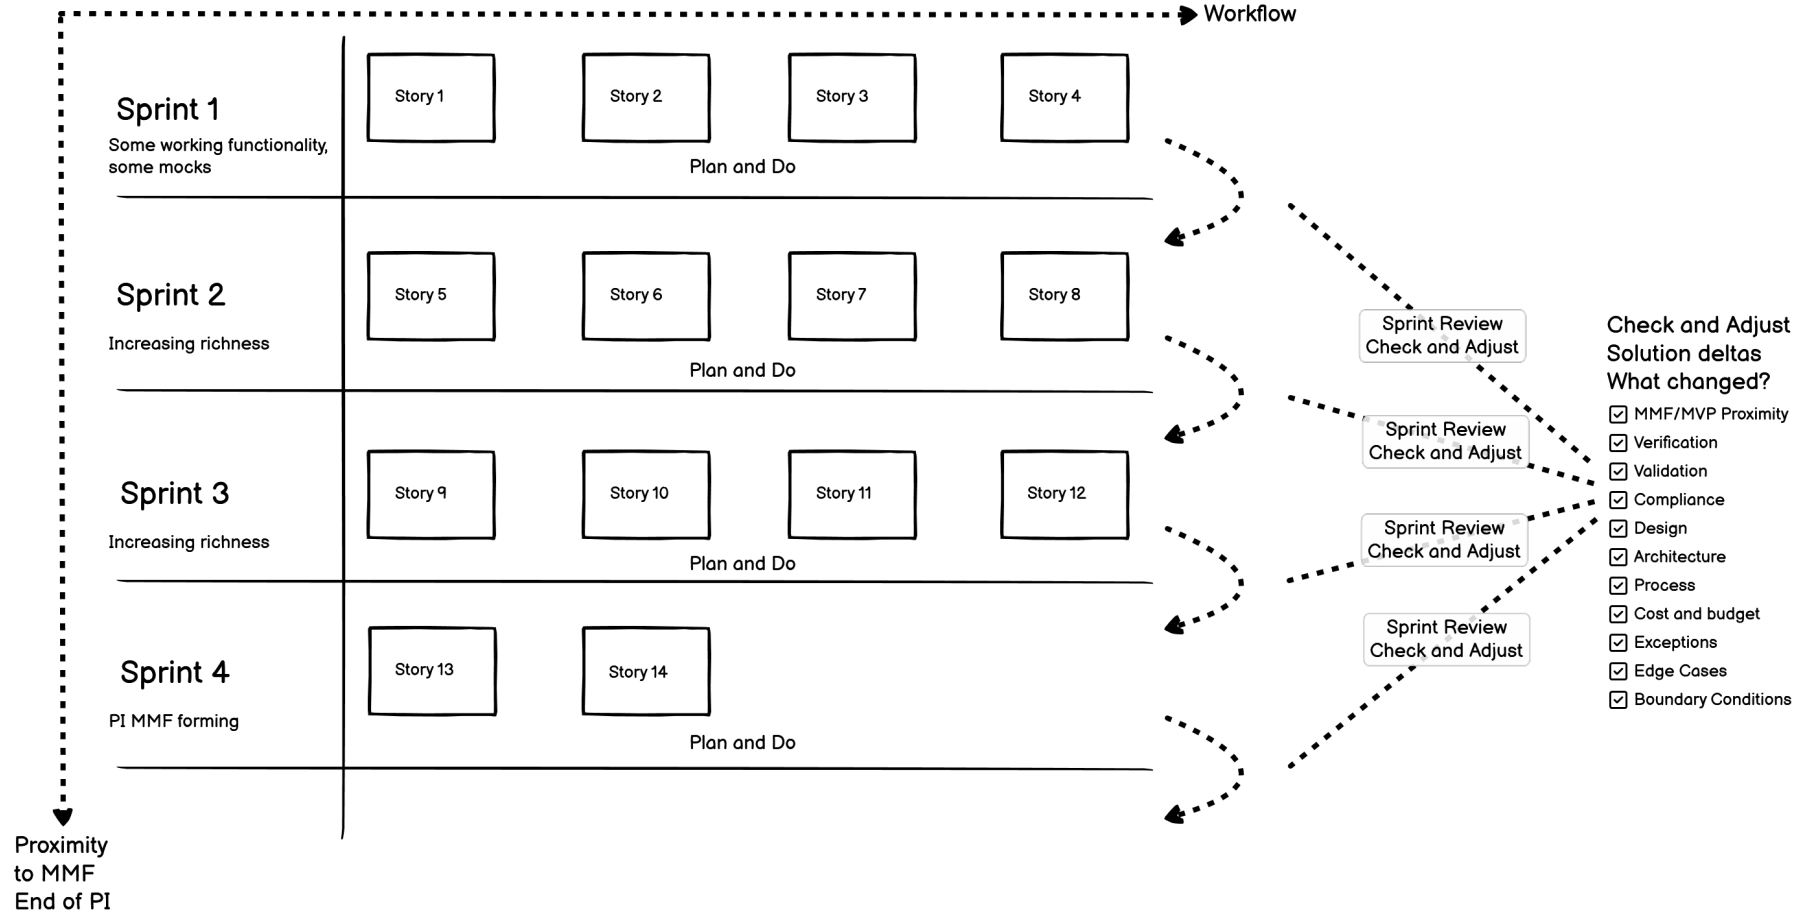 Workflow
Sprint 1
Some working functionality,
some mocks
Story 1
Story 2
Story 3
Story 4
Plan and Do
Sprint 2
Increasing richness
Story 5
Story 6
Story 7
Story 8
Plan and Do
Sprint 3
Increasing richness
Story 9
Story 10
Story 11
Story 12
Plan and Do
Sprint 4
PI MMF forming
Story 13
Story 14
Plan and Do
Proximity
to MMF
End of PI
Sprint Review
Check and Adjust
Sprint Review
Check and Adjust
Sprint Review
Check and Adjust
Sprint Review
Check and Adjust
Check and Adjust
Solution deltas
What changed?
MMF/MVP Proximity
Verification
Validation
Compliance
Design
Architecture
Process
Cost and budget
Exceptions
Edge Cases
Boundary Conditions